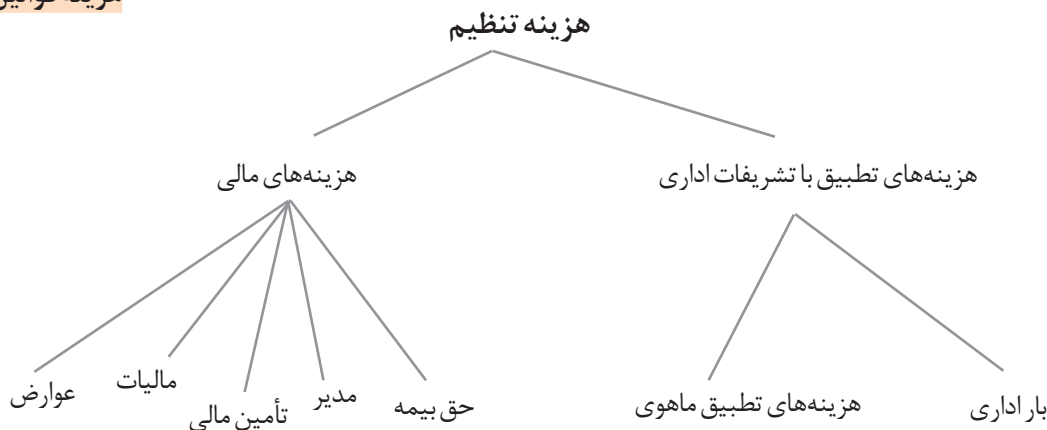 هزینه تنظیم
هزینه‌های تطبیق با تشریفات اداری
هزینه‌های مالی
بار اداری
هزینه‌های تطبیق ماهوی
حق بیمه
مدیر
تأمین مالی
مالیات
عوارض